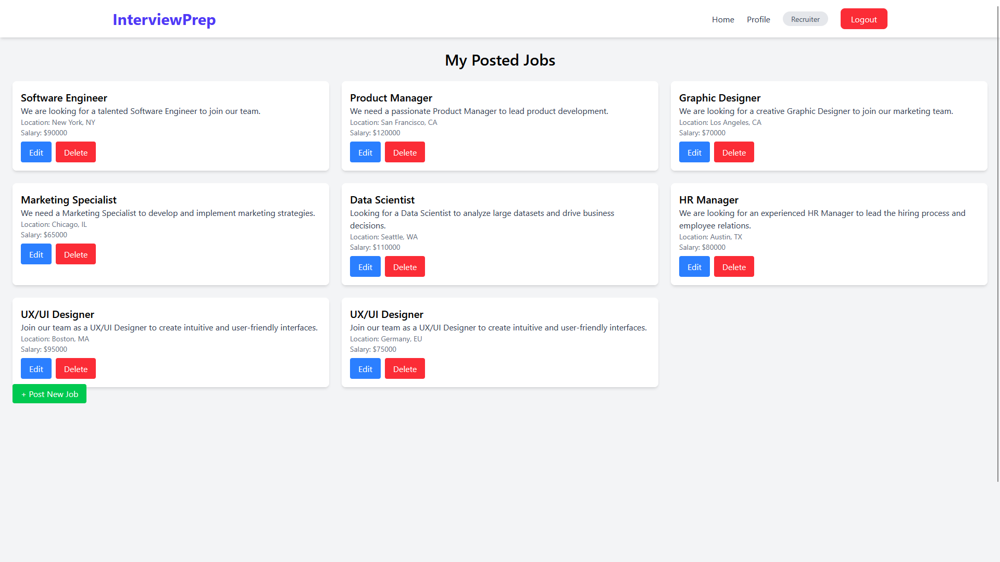 InterviewPrep
Home
Profile
Recruiter
Logout
My Posted Jobs
Software Engineer
We are looking for a talented Software Engineer to join our team.
Location: New York, NY
Salary: $90000
Edit
Delete
Product Manager
We need a passionate Product Manager to lead product development.
Location: San Francisco, CA
Salary: $120000
Edit
Delete
Graphic Designer
We are looking for a creative Graphic Designer to join our marketing team.
Location: Los Angeles, CA
Salary: $70000
Edit
Delete
Marketing Specialist
We need a Marketing Specialist to develop and implement marketing strategies.
Location: Chicago, IL
Salary: $65000
Edit
Delete
Data Scientist
Looking for a Data Scientist to analyze large datasets and drive business
decisions.
Location: Seattle, WA
Salary: $110000
Edit
Delete
HR Manager
We are looking for an experienced HR Manager to lead the hiring process and
employee relations.
Location: Austin, TX
Salary: $80000
Edit
Delete
UX/UI Designer
Join our team as a UX/UI Designer to create intuitive and user-friendly interfaces.
Location: Boston, MA
Salary: $95000
Edit
Delete
UX/UI Designer
Join our team as a UX/UI Designer to create intuitive and user-friendly interfaces.
Location: Germany, EU
Salary: $75000
Edit
Delete
+ Post New Job